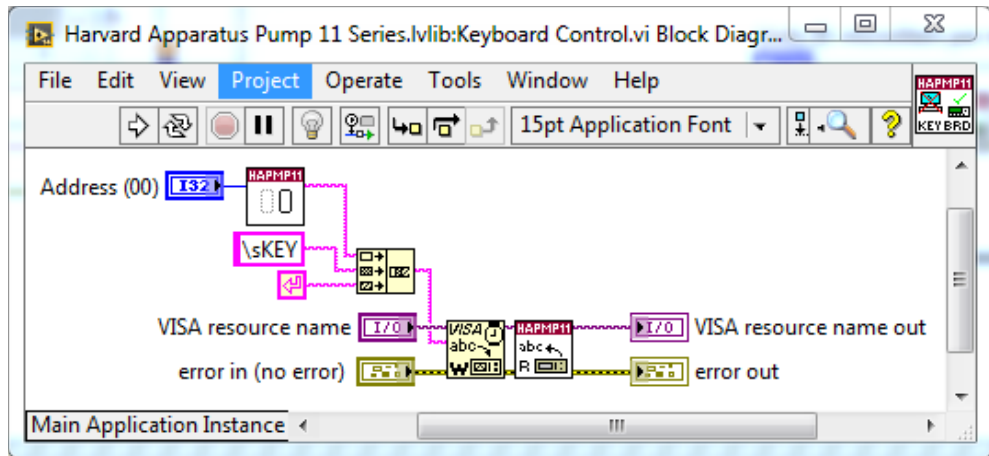 Harvard Apparatus Pump 11 Series.lvlib:Keyboard Control.vi Block Diagr...
File Edit View Project Operate Tools Window Help
HAPMP11
KEY BRD
15pt Application Font
Address (00) I32
HAPMP11
\sKEY
VISA resource name I/O
VISA
abc
W
HAPMP11
abc
R
I/O VISA resource name out
error in (no error)
error out
Main Application Instance